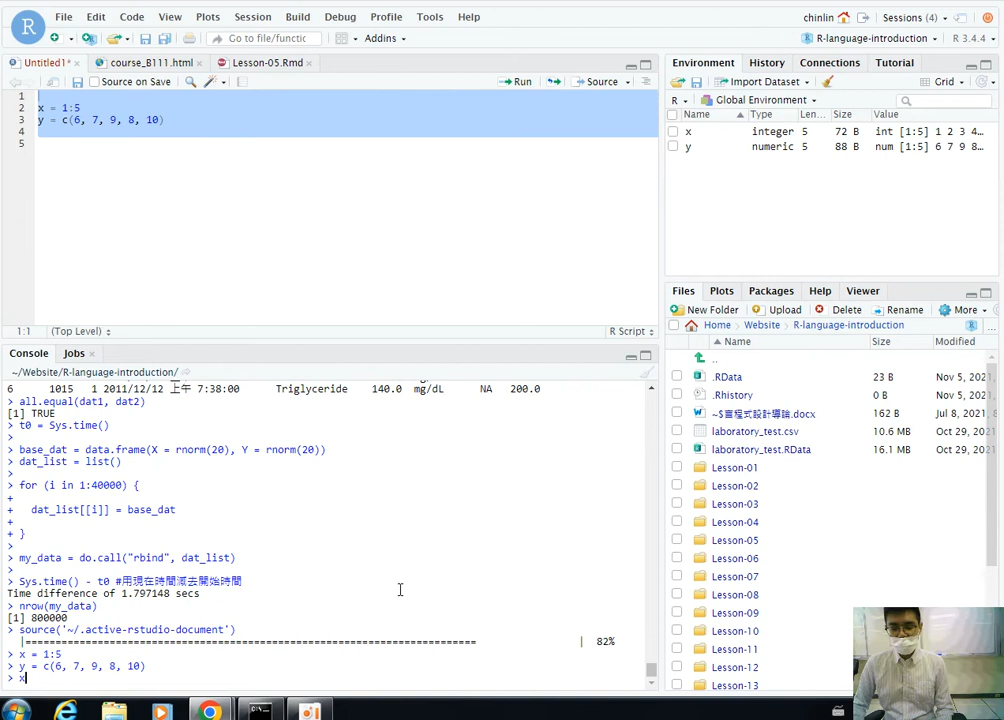 File Edit Code View Plots Session Build Debug Profile Tools Help
chinlin Sessions (4)
Go to file/functic Addins
R-language-introduction R 3.4.4
Untitled1* course_B111.html Lesson-05.Rmd
Source on Save Run Source
1
2 x = 1:5
3 y = c(6, 7, 9, 8, 10)
4
5
1:1 (Top Level) R Script
Console Jobs
~/Website/R-language-introduction/
6 1015 1 2011/12/12 上午 7:38:00 Triglyceride 140.0 mg/dL NA 200.0
> all.equal(dat1, dat2)
[1] TRUE
> t0 = Sys.time()
>
> base_dat = data.frame(X = rnorm(20), Y = rnorm(20))
> dat_list = list()
>
> for (i in 1:40000) {
+
+ dat_list[[i]] = base_dat
+
+ }
>
> my_data = do.call("rbind", dat_list)
>
> Sys.time() - t0 #用現在時間減去開始時間
Time difference of 1.797148 secs
> nrow(my_data)
[1] 800000
> source('~/.active-rstudio-document')
|======================================================================== | 82%
> x = 1:5
> y = c(6, 7, 9, 8, 10)
> x
Environment History Connections Tutorial
Import Dataset Grid
R Global Environment
Name Type Len... Size Value
x integer 5 72 B int [1:5] 1 2 3 4…
y numeric 5 88 B num [1:5] 6 7 9 8…
Files Plots Packages Help Viewer
New Folder Upload Delete Rename More
Home Website R-language-introduction ...
Name Size Modified
..
.RData 23 B Nov 5, 2021,
.Rhistory 0 B Nov 5, 2021,
~$言程式設計導論.docx 162 B Jul 8, 2021,
laboratory_test.csv 10.6 MB Oct 29, 2021
laboratory_test.RData 16.1 MB Oct 29, 2021
Lesson-01
Lesson-02
Lesson-03
Lesson-04
Lesson-05
Lesson-06
Lesson-07
Lesson-08
Lesson-09
Lesson-10
Lesson-11
Lesson-12
Lesson-13